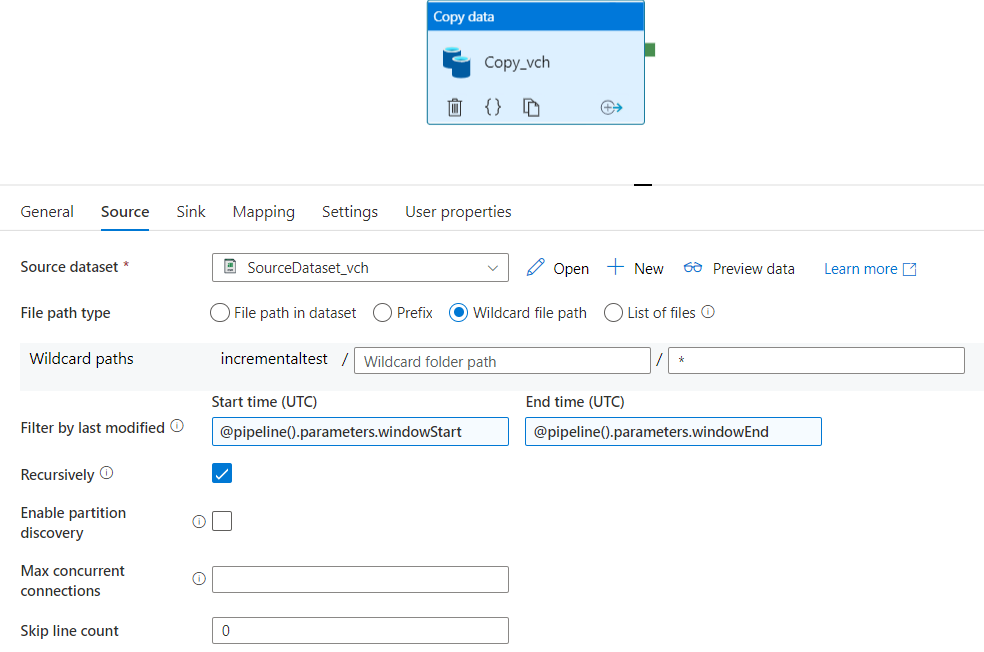 Copy data
Copy_vch
{}
General Source Sink Mapping Settings User properties
Source dataset * SourceDataset_vch Open New Preview data Learn more
File path type File path in dataset Prefix Wildcard file path List of files
Wildcard paths incrementaltest / Wildcard folder path / *
Start time (UTC) End time (UTC)
Filter by last modified @pipeline().parameters.windowStart @pipeline().parameters.windowEnd
Recursively
Enable partition
discovery
Max concurrent
connections
Skip line count 0